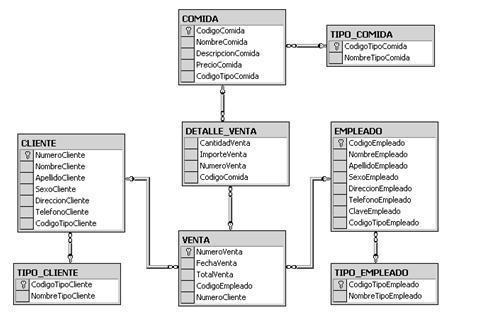 COMIDA
CodigoComida
NombreComida
DescripcionComida
PrecioComida
CodigoTipoComida
TIPO_COMIDA
CodigoTipoComida
NombreTipoComida
DETALLE_VENTA
CantidadVenta
ImporteVenta
NumeroVenta
CodigoComida
EMPLEADO
CodigoEmpleado
NombreEmpleado
ApellidoEmpleado
SexoEmpleado
DireccionEmpleado
TelefonoEmpleado
ClaveEmpleado
CodigoTipoEmpleado
CLIENTE
NumeroCliente
NombreCliente
ApellidoCliente
SexoCliente
DireccionCliente
TelefonoCliente
CodigoTipoCliente
VENTA
NumeroVenta
FechaVenta
TotalVenta
CodigoEmpleado
NumeroCliente
TIPO_CLIENTE
CodigoTipoCliente
NombreTipoCliente
TIPO_EMPLEADO
CodigoTipoEmpleado
NombreTipoEmpleado